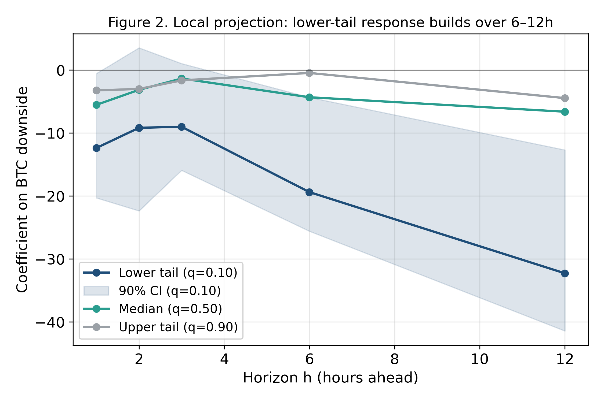 Figure 2. Local projection: lower-tail response builds over 6–12h
Coefficient on BTC downside
0
−10
−20
−30
−40
Lower tail (q=0.10)
90% CI (q=0.10)
Median (q=0.50)
Upper tail (q=0.90)
2
4
6
8
10
12
Horizon h (hours ahead)